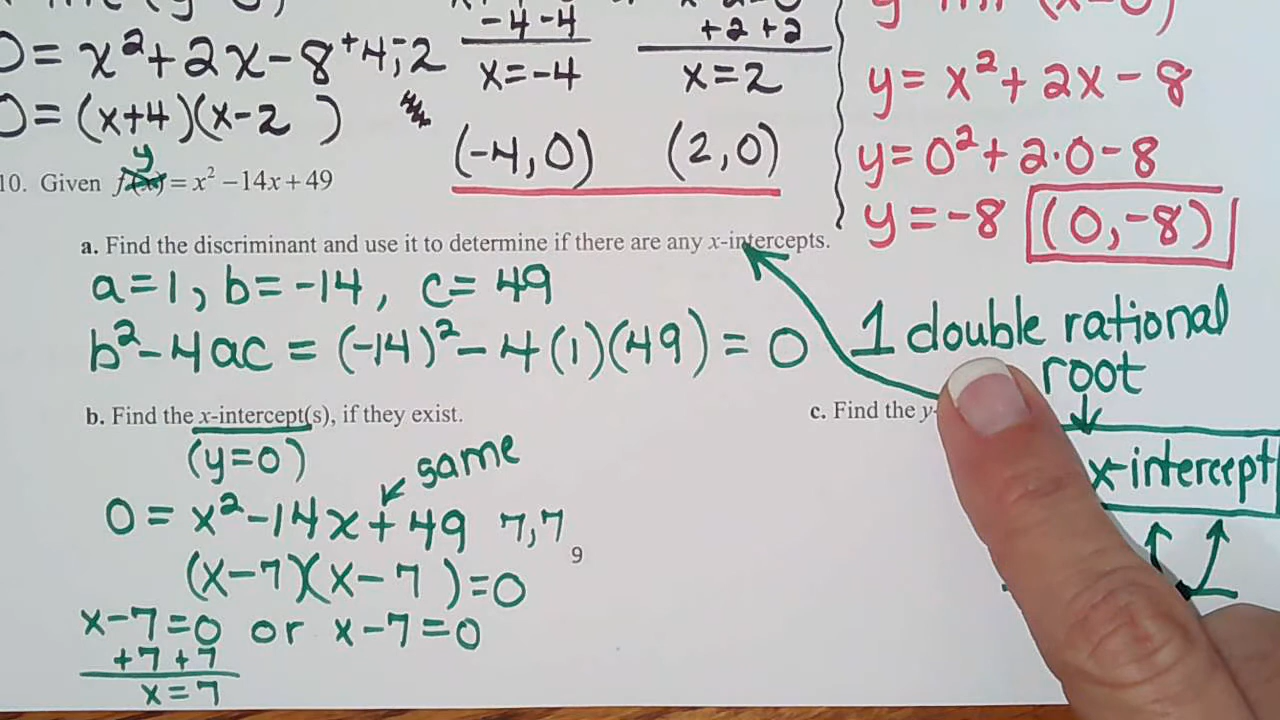 0 = x² + 2x - 8 +4, -2
0 = (x+4)(x-2 )
-4 -4
x = -4
(-4, 0)
+2 +2
x = 2
(2, 0)
y = x² + 2x - 8
y = 0² + 2·0 - 8
y = -8 (0, -8)
y
10. Given f(x) = x² - 14x + 49
a. Find the discriminant and use it to determine if there are any x-intercepts.
a = 1, b = -14, c = 49
b² - 4ac = (-14)² - 4(1)(49) = 0
1 double rational
root
x-intercept
b. Find the x-intercept(s), if they exist.
(y=0)
same
0 = x² - 14x + 49 7, 7
(x-7)(x-7 ) = 0
x-7=0 or x-7=0
+7 +7
x = 7
c. Find the y-
9